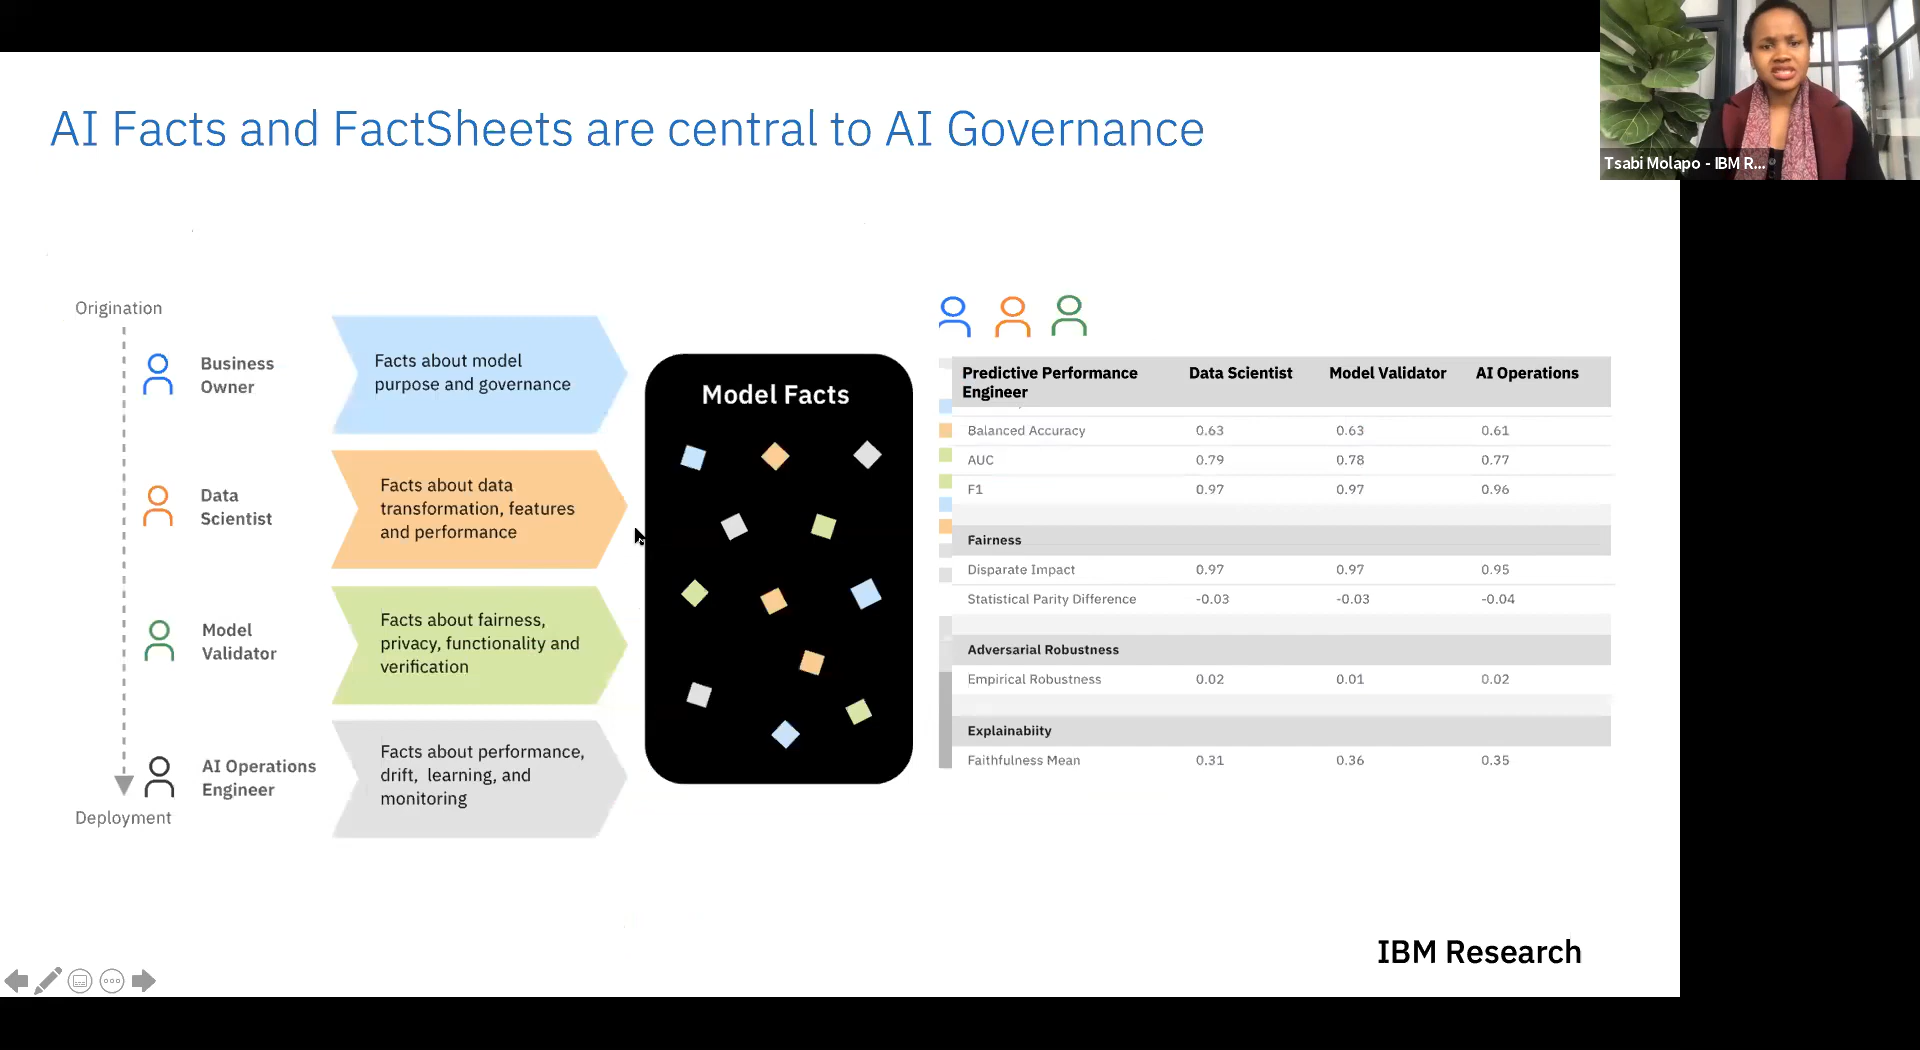 AI Facts and FactSheets are central to AI Governance
Tsabi Molapo - IBM R...
Origination
Business
Owner
Facts about model
purpose and governance
Data
Scientist
Facts about data
transformation, features
and performance
Model
Validator
Facts about fairness,
privacy, functionality and
verification
AI Operations
Engineer
Facts about performance,
drift, learning, and
monitoring
Deployment
Model Facts
Predictive Performance Data Scientist Model Validator AI Operations
Engineer
Balanced Accuracy 0.63 0.63 0.61
AUC 0.79 0.78 0.77
F1 0.97 0.97 0.96
Fairness
Disparate Impact 0.97 0.97 0.95
Statistical Parity Difference -0.03 -0.03 -0.04
Adversarial Robustness
Empirical Robustness 0.02 0.01 0.02
Explainabiity
Faithfulness Mean 0.31 0.36 0.35
IBM Research